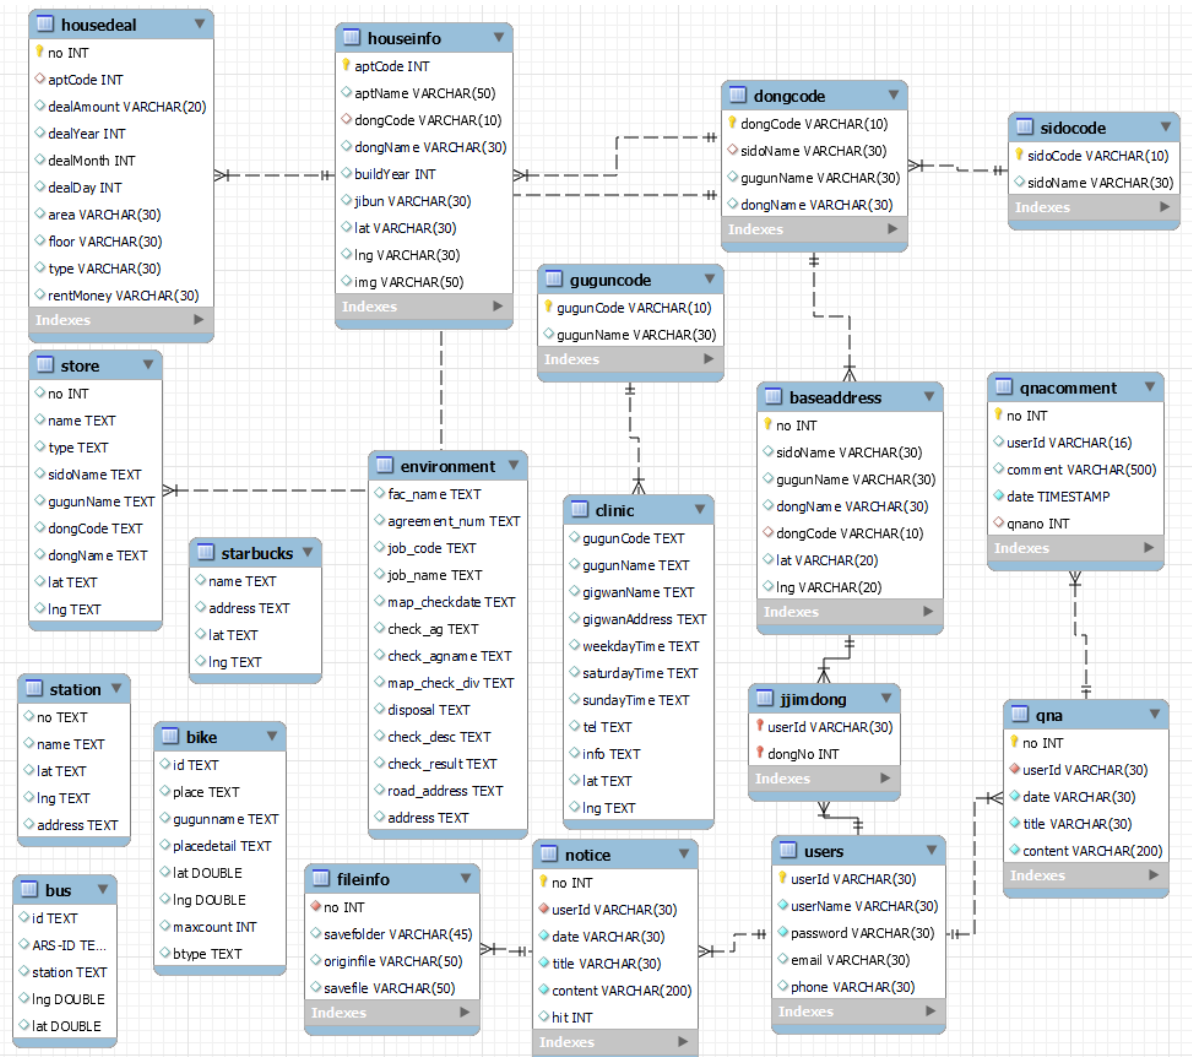 housedeal
no INT
aptCode INT
dealAmount VARCHAR(20)
dealYear INT
dealMonth INT
dealDay INT
area VARCHAR(30)
floor VARCHAR(30)
type VARCHAR(30)
rentMoney VARCHAR(30)
Indexes
houseinfo
aptCode INT
aptName VARCHAR(50)
dongCode VARCHAR(10)
dongName VARCHAR(30)
buildYear INT
jibun VARCHAR(30)
lat VARCHAR(30)
lng VARCHAR(30)
img VARCHAR(50)
Indexes
dongcode
dongCode VARCHAR(10)
sidoName VARCHAR(30)
gugunName VARCHAR(30)
dongName VARCHAR(30)
Indexes
sidocode
sidoCode VARCHAR(10)
sidoName VARCHAR(30)
Indexes
guguncode
gugunCode VARCHAR(10)
gugunName VARCHAR(30)
Indexes
store
no INT
name TEXT
type TEXT
sidoName TEXT
gugunName TEXT
dongCode TEXT
dongName TEXT
lat TEXT
lng TEXT
environment
fac_name TEXT
agreement_num TEXT
job_code TEXT
job_name TEXT
map_checkdate TEXT
check_ag TEXT
check_agname TEXT
map_check_div TEXT
disposal TEXT
check_desc TEXT
check_result TEXT
road_address TEXT
address TEXT
clinic
gugunCode TEXT
gugunName TEXT
gigwanName TEXT
gigwanAddress TEXT
weekdayTime TEXT
saturdayTime TEXT
sundayTime TEXT
tel TEXT
info TEXT
lat TEXT
lng TEXT
baseaddress
no INT
sidoName VARCHAR(30)
gugunName VARCHAR(30)
dongName VARCHAR(30)
dongCode VARCHAR(10)
lat VARCHAR(20)
lng VARCHAR(20)
Indexes
qnacomment
no INT
userId VARCHAR(16)
comment VARCHAR(500)
date TIMESTAMP
qnano INT
Indexes
starbucks
name TEXT
address TEXT
lat TEXT
lng TEXT
station
no TEXT
name TEXT
lat TEXT
lng TEXT
address TEXT
bike
id TEXT
place TEXT
gugunname TEXT
placedetail TEXT
lat DOUBLE
lng DOUBLE
maxcount INT
btype TEXT
jjimdong
userId VARCHAR(30)
dongNo INT
Indexes
qna
no INT
userId VARCHAR(30)
date VARCHAR(30)
title VARCHAR(30)
content VARCHAR(200)
Indexes
bus
id TEXT
ARS-ID TE...
station TEXT
lng DOUBLE
lat DOUBLE
fileinfo
no INT
savefolder VARCHAR(45)
originfile VARCHAR(50)
savefile VARCHAR(50)
Indexes
notice
no INT
userId VARCHAR(30)
date VARCHAR(30)
title VARCHAR(30)
content VARCHAR(200)
hit INT
Indexes
users
userId VARCHAR(30)
userName VARCHAR(30)
password VARCHAR(30)
email VARCHAR(30)
phone VARCHAR(30)
Indexes